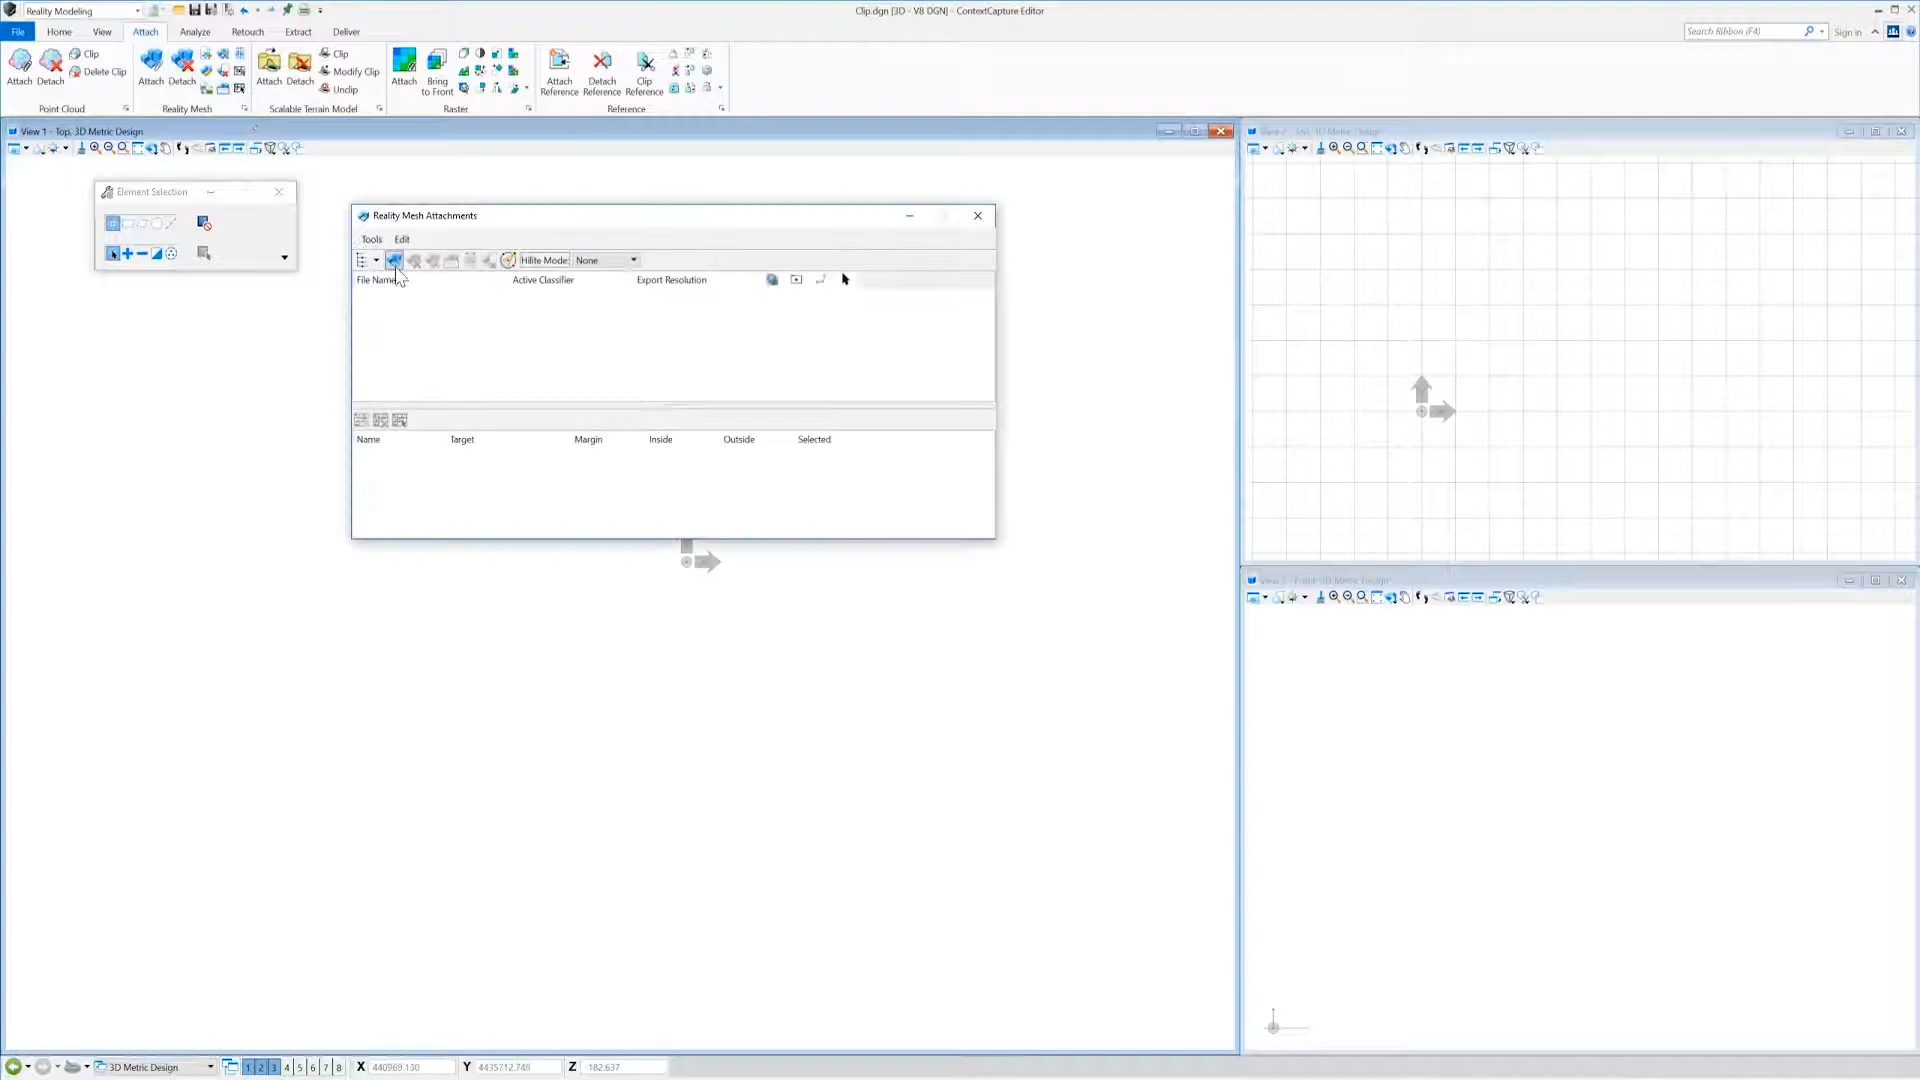 Reality Modeling
Clip.dgn [3D - V8 DGN] - ContextCapture Editor
File Home View Attach Analyze Retouch Extract Deliver
Search Ribbon (F4)
Sign in
Attach Detach Clip Delete Clip
Point Cloud
Attach Detach
Reality Mesh
Attach Detach Clip Modify Clip Unclip
Scalable Terrain Model
Attach Bring to Front
Raster
Attach Reference Detach Reference Clip Reference
Reference
View 1 - Top, 3D Metric Design
Element Selection
Reality Mesh Attachments
Tools Edit
Hilite Mode: None
File Name Active Classifier Export Resolution
Name Target Margin Inside Outside Selected
3D Metric Design
1 2 3 4 5 6 7 8
X 440969.130 Y 4435712.748 Z -182.637